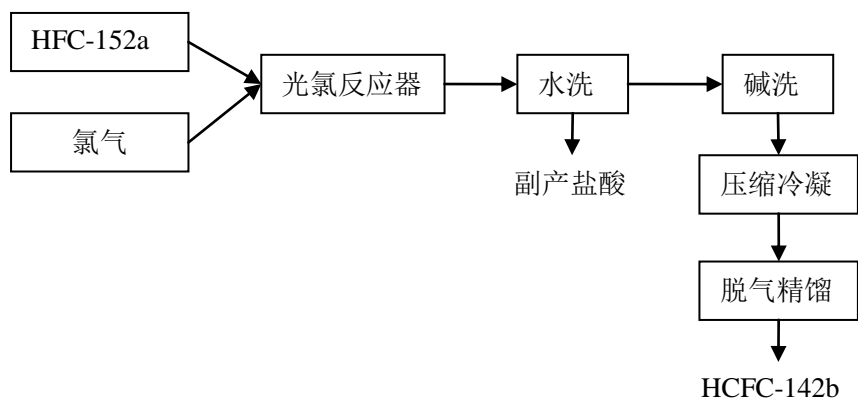 HFC-152a
氯气
光氯反应器
水洗
碱洗
副产盐酸
压缩冷凝
脱气精馏
HCFC-142b